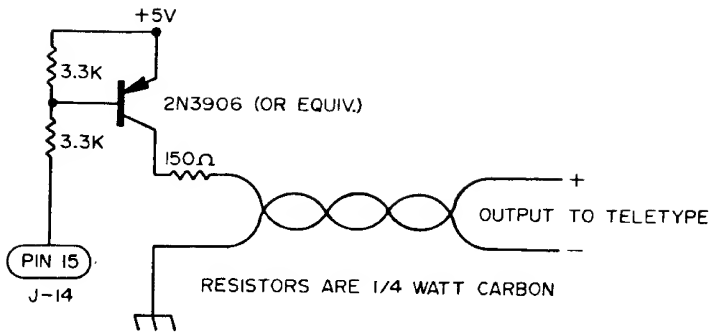 +5V
3.3K
2N3906 (OR EQUIV.)
3.3K
150Ω
+
OUTPUT TO TELETYPE
−
PIN 15
J-14
RESISTORS ARE 1/4 WATT CARBON